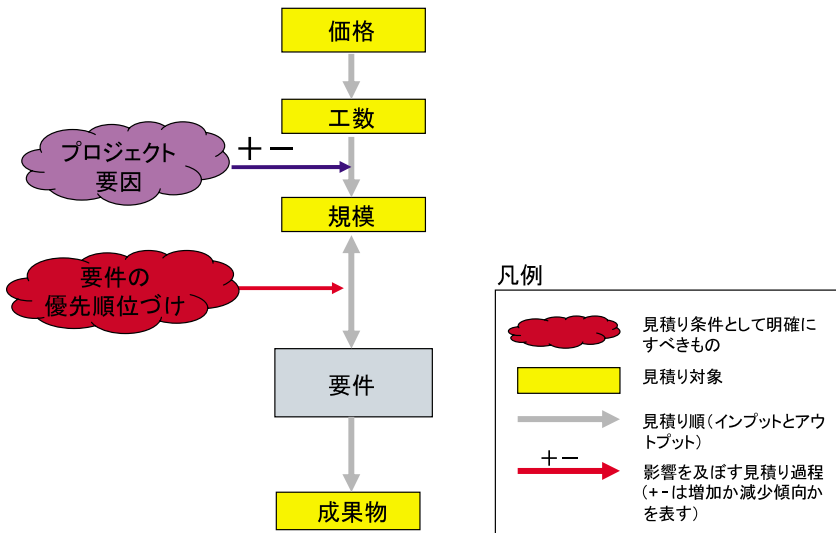 価格
工数
プロジェクト
要因
＋－
規模
要件の
優先順位づけ
要件
成果物
凡例
見積り条件として明確に
すべきもの
見積り対象
見積り順(インプットとアウ
トプット)
＋－
影響を及ぼす見積り過程
(+-は増加か減少傾向か
を表す)